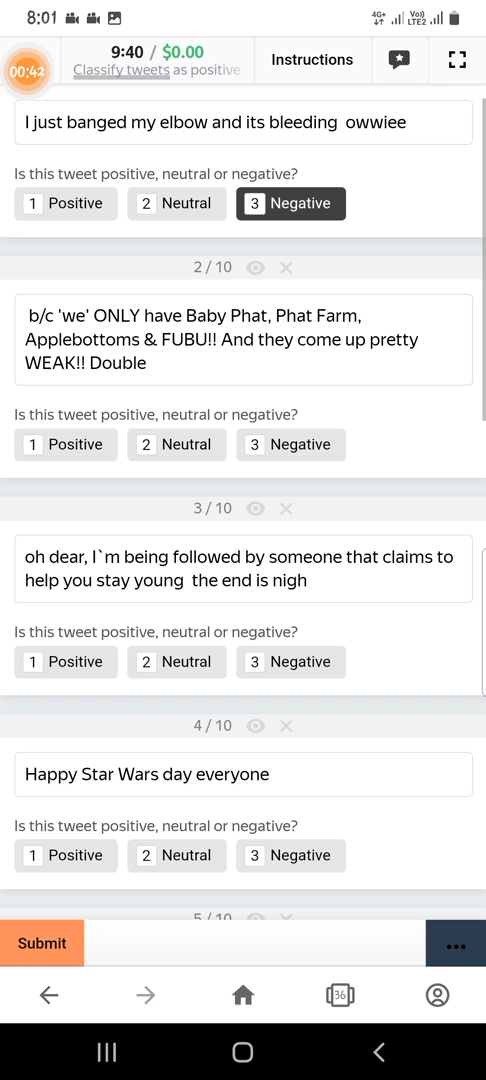 8:01
4G+ Vo)) LTE2
00:42
9:40 / $0.00
Classify tweets as positive
Instructions
I just banged my elbow and its bleeding  owwiee
Is this tweet positive, neutral or negative?
1 Positive 2 Neutral 3 Negative
2 / 10
b/c 'we' ONLY have Baby Phat, Phat Farm,
Applebottoms & FUBU!! And they come up pretty
WEAK!! Double
Is this tweet positive, neutral or negative?
1 Positive 2 Neutral 3 Negative
3 / 10
oh dear, I`m being followed by someone that claims to
help you stay young  the end is nigh
Is this tweet positive, neutral or negative?
1 Positive 2 Neutral 3 Negative
4 / 10
Happy Star Wars day everyone
Is this tweet positive, neutral or negative?
1 Positive 2 Neutral 3 Negative
5 / 10
Submit ...
36